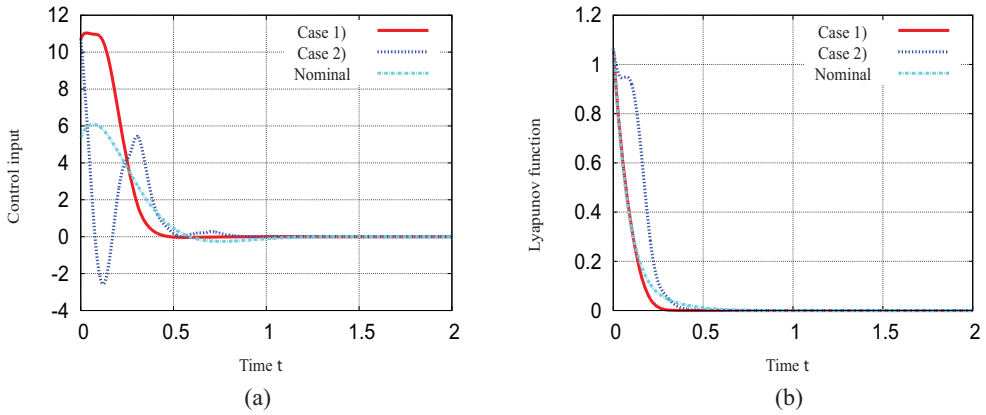 12
10
8
6
4
2
0
-2
-4
0
0.5
1
1.5
2
Control input
Time t
Case 1)
Case 2)
Nominal
(a)
1.2
1
0.8
0.6
0.4
0.2
0
0
0.5
1
1.5
2
Lyapunov function
Time t
Case 1)
Case 2)
Nominal
(b)